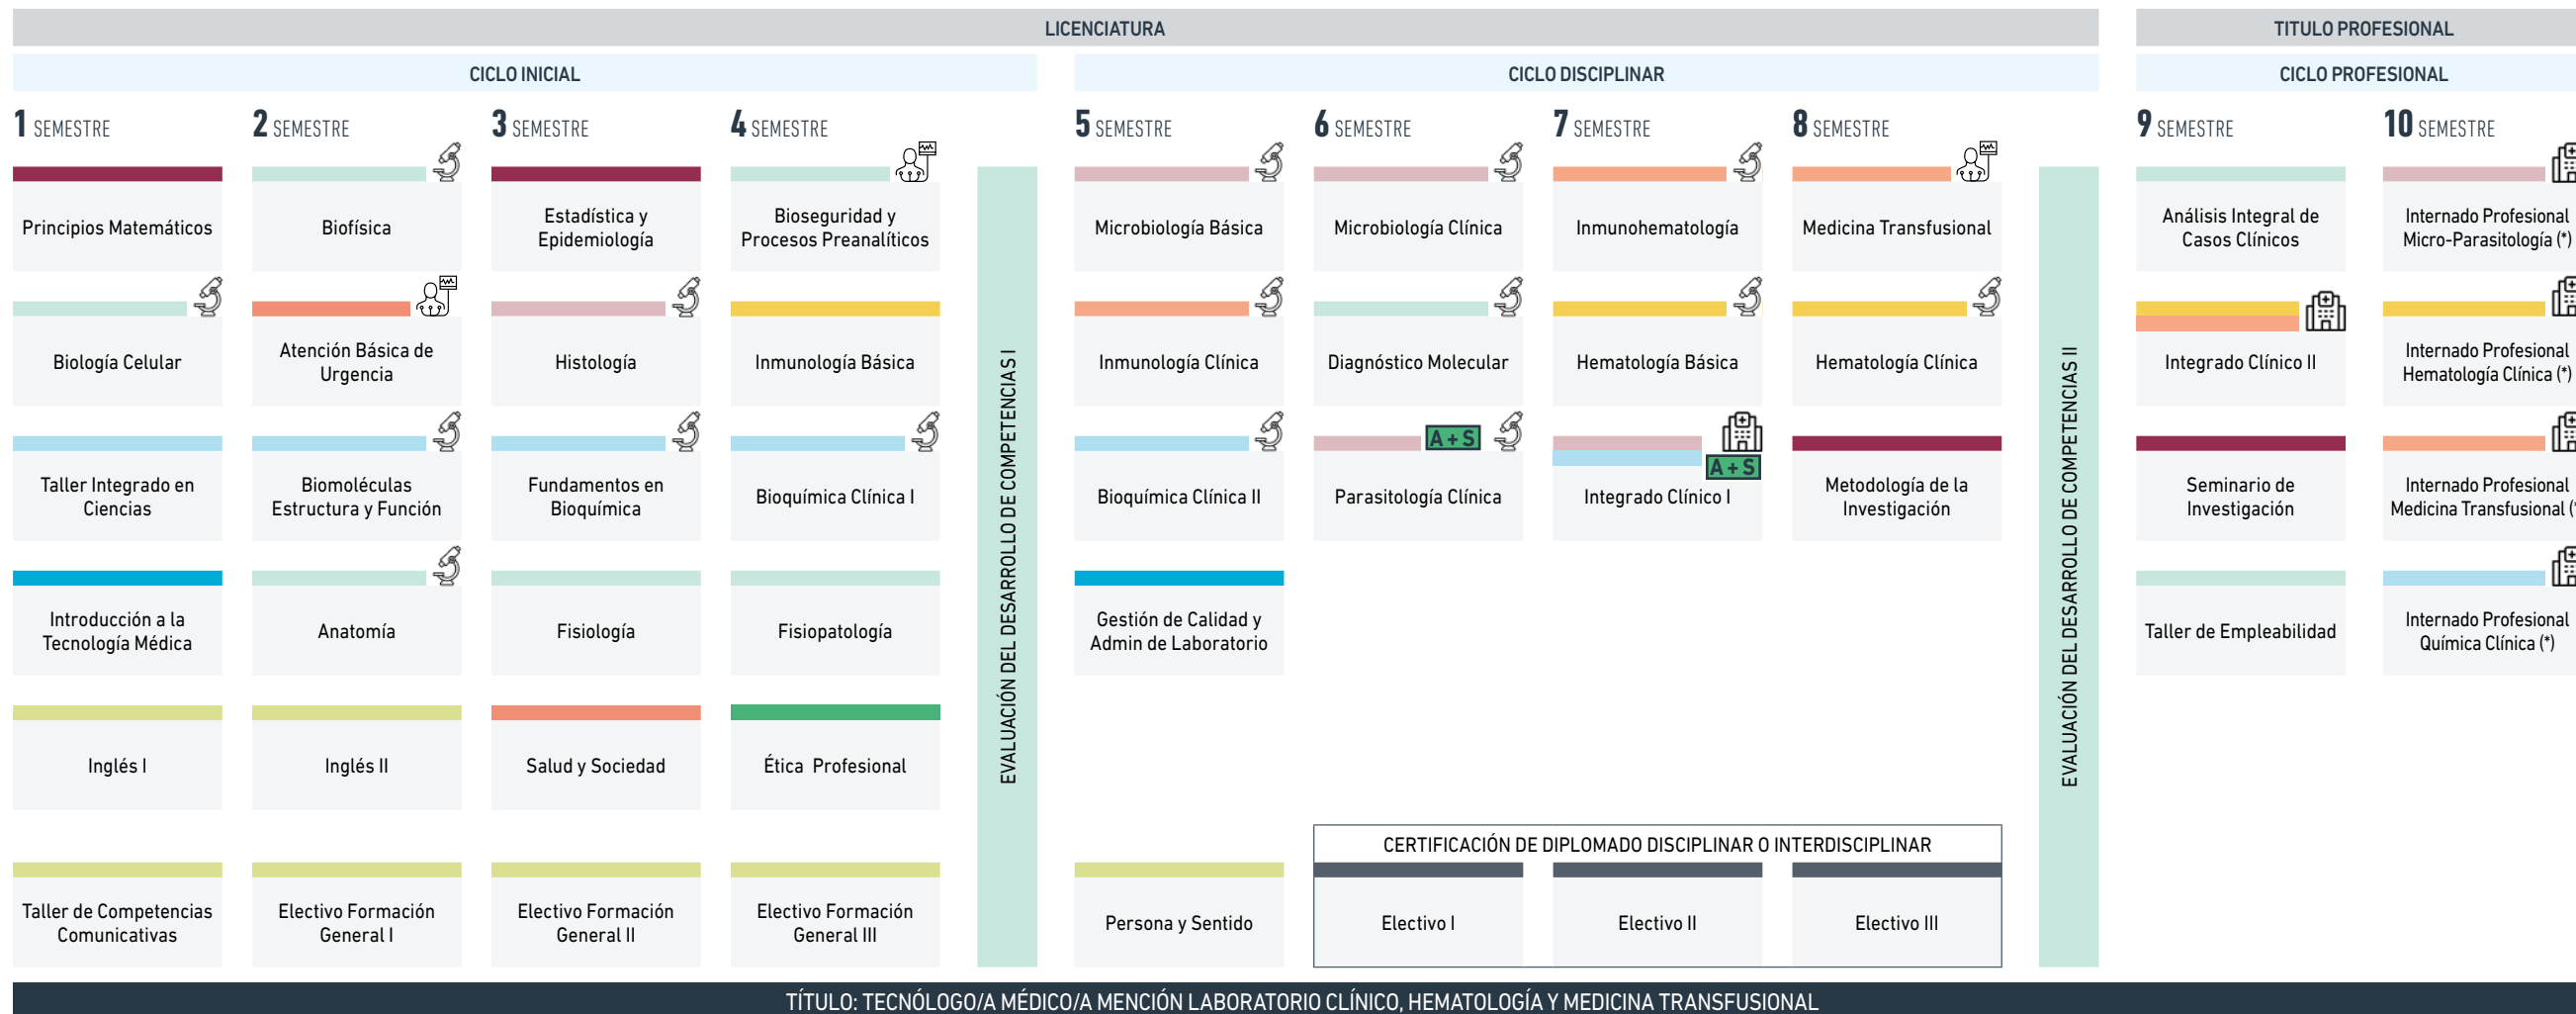 LICENCIATURA
TITULO PROFESIONAL
CICLO INICIAL
CICLO DISCIPLINAR
CICLO PROFESIONAL
1 SEMESTRE
2 SEMESTRE
3 SEMESTRE
4 SEMESTRE
5 SEMESTRE
6 SEMESTRE
7 SEMESTRE
8 SEMESTRE
9 SEMESTRE
10 SEMESTRE
Principios Matemáticos
Biofísica
Estadística y
Epidemiología
Bioseguridad y
Procesos Preanalíticos
Microbiología Básica
Microbiología Clínica
Inmunohematología
Medicina Transfusional
Análisis Integral de
Casos Clínicos
Internado Profesional
Micro-Parasitología (*)
Biología Celular
Atención Básica de
Urgencia
Histología
Inmunología Básica
Inmunología Clínica
Diagnóstico Molecular
Hematología Básica
Hematología Clínica
Integrado Clínico II
Internado Profesional
Hematología Clínica (*)
Taller Integrado en
Ciencias
Biomoléculas
Estructura y Función
Fundamentos en
Bioquímica
Bioquímica Clínica I
Bioquímica Clínica II
A + S
Parasitología Clínica
A + S
Integrado Clínico I
Metodología de la
Investigación
Seminario de
Investigación
Internado Profesional
Medicina Transfusional (*
Introducción a la
Tecnología Médica
Anatomía
Fisiología
Fisiopatología
Gestión de Calidad y
Admin de Laboratorio
Taller de Empleabilidad
Internado Profesional
Química Clínica (*)
Inglés I
Inglés II
Salud y Sociedad
Ética Profesional
EVALUACIÓN DEL DESARROLLO DE COMPETENCIAS I
EVALUACIÓN DEL DESARROLLO DE COMPETENCIAS II
CERTIFICACIÓN DE DIPLOMADO DISCIPLINAR O INTERDISCIPLINAR
Taller de Competencias
Comunicativas
Electivo Formación
General I
Electivo Formación
General II
Electivo Formación
General III
Persona y Sentido
Electivo I
Electivo II
Electivo III
TÍTULO: TECNÓLOGO/A MÉDICO/A MENCIÓN LABORATORIO CLÍNICO, HEMATOLOGÍA Y MEDICINA TRANSFUSIONAL